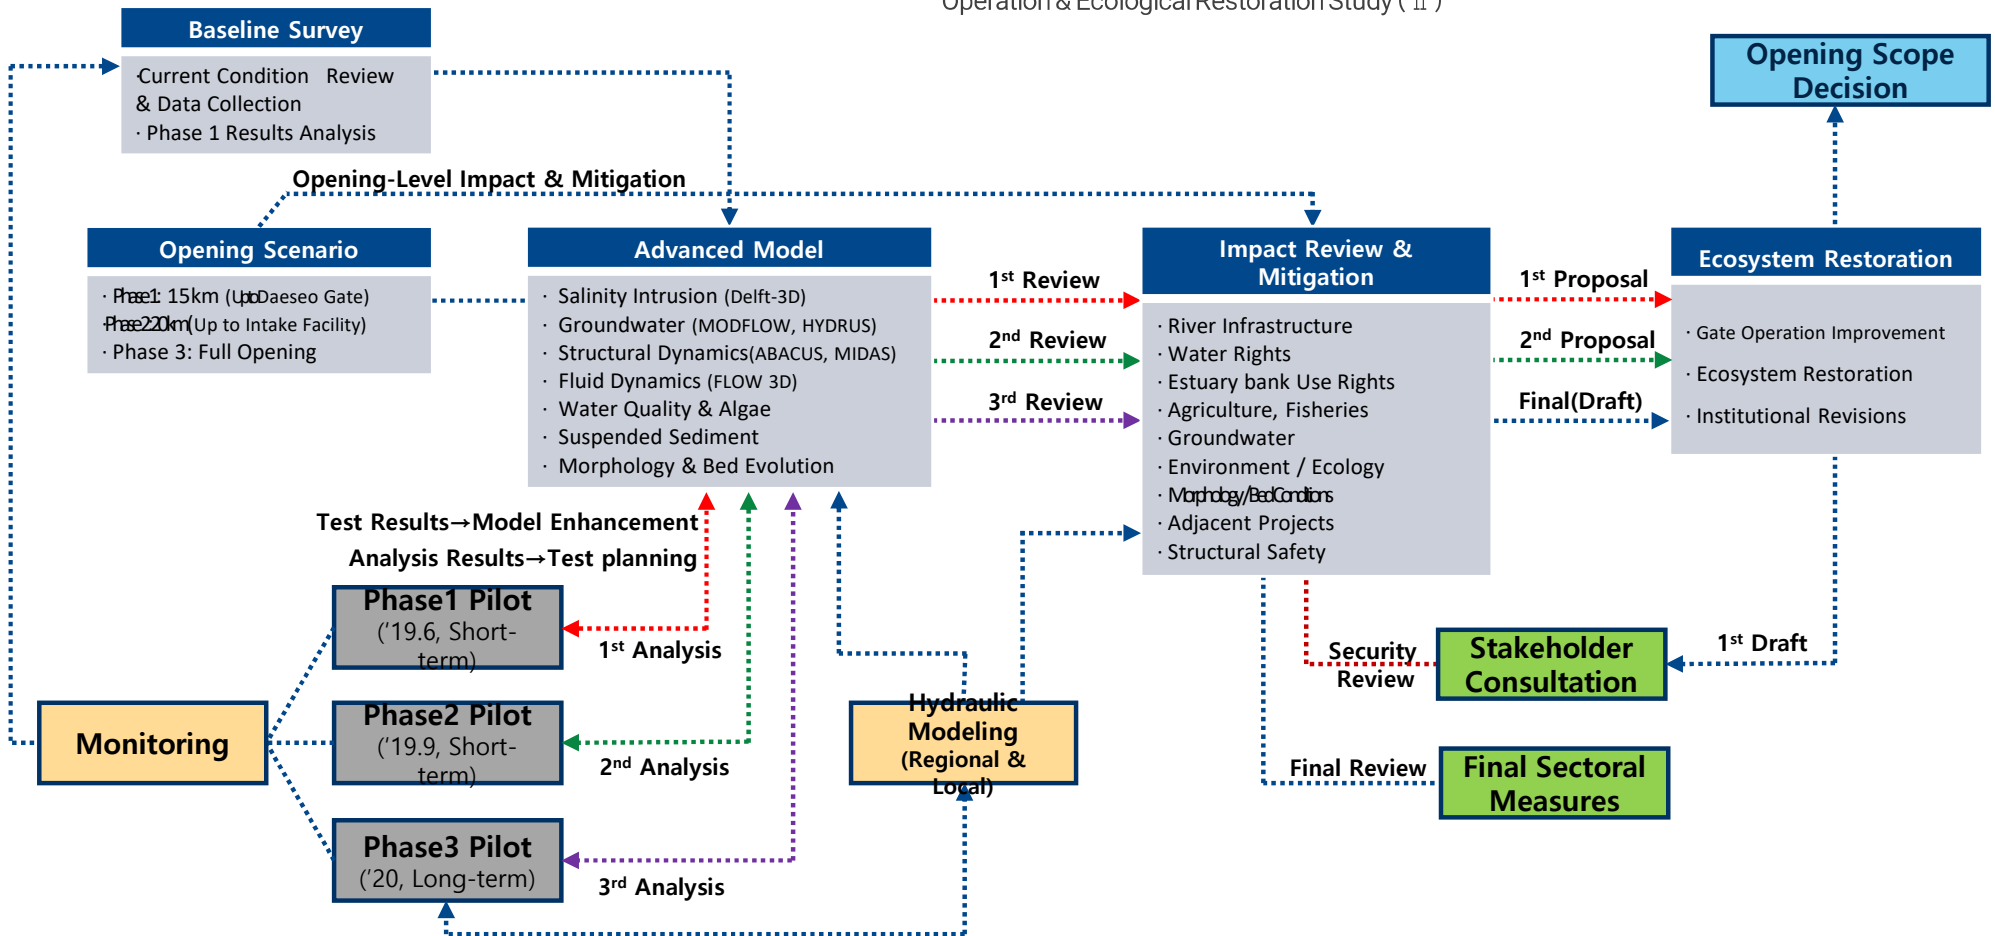 Operation & Ecological Restoration Study ( Ⅱ )
Baseline Survey
·Current Condition Review
& Data Collection
· Phase 1 Results Analysis
Opening Scope
Decision
Opening-Level Impact & Mitigation
Opening Scenario
· Phase1: 15km (Up to Daeseo Gate)
·Phase2: 20km (Up to Intake Facility)
· Phase 3: Full Opening
Advanced Model
· Salinity Intrusion (Delft-3D)
· Groundwater (MODFLOW, HYDRUS)
· Structural Dynamics(ABACUS, MIDAS)
· Fluid Dynamics (FLOW 3D)
· Water Quality & Algae
· Suspended Sediment
· Morphology & Bed Evolution
1st Review
2nd Review
3rd Review
Impact Review &
Mitigation
· River Infrastructure
· Water Rights
· Estuary bank Use Rights
· Agriculture, Fisheries
· Groundwater
· Environment / Ecology
· Morphology/Bed Conditions
· Adjacent Projects
· Structural Safety
1st Proposal
2nd Proposal
Final(Draft)
Ecosystem Restoration
· Gate Operation Improvement
· Ecosystem Restoration
· Institutional Revisions
Test Results→Model Enhancement
Analysis Results→Test planning
Phase1 Pilot
('19.6, Short-
term)
1st Analysis
Monitoring
Phase2 Pilot
('19.9, Short-
term)
2nd Analysis
Phase3 Pilot
('20, Long-term)
3rd Analysis
Hydraulic
Modeling
(Regional &
Local)
Security
Review
Stakeholder
Consultation
1st Draft
Final Review
Final Sectoral
Measures